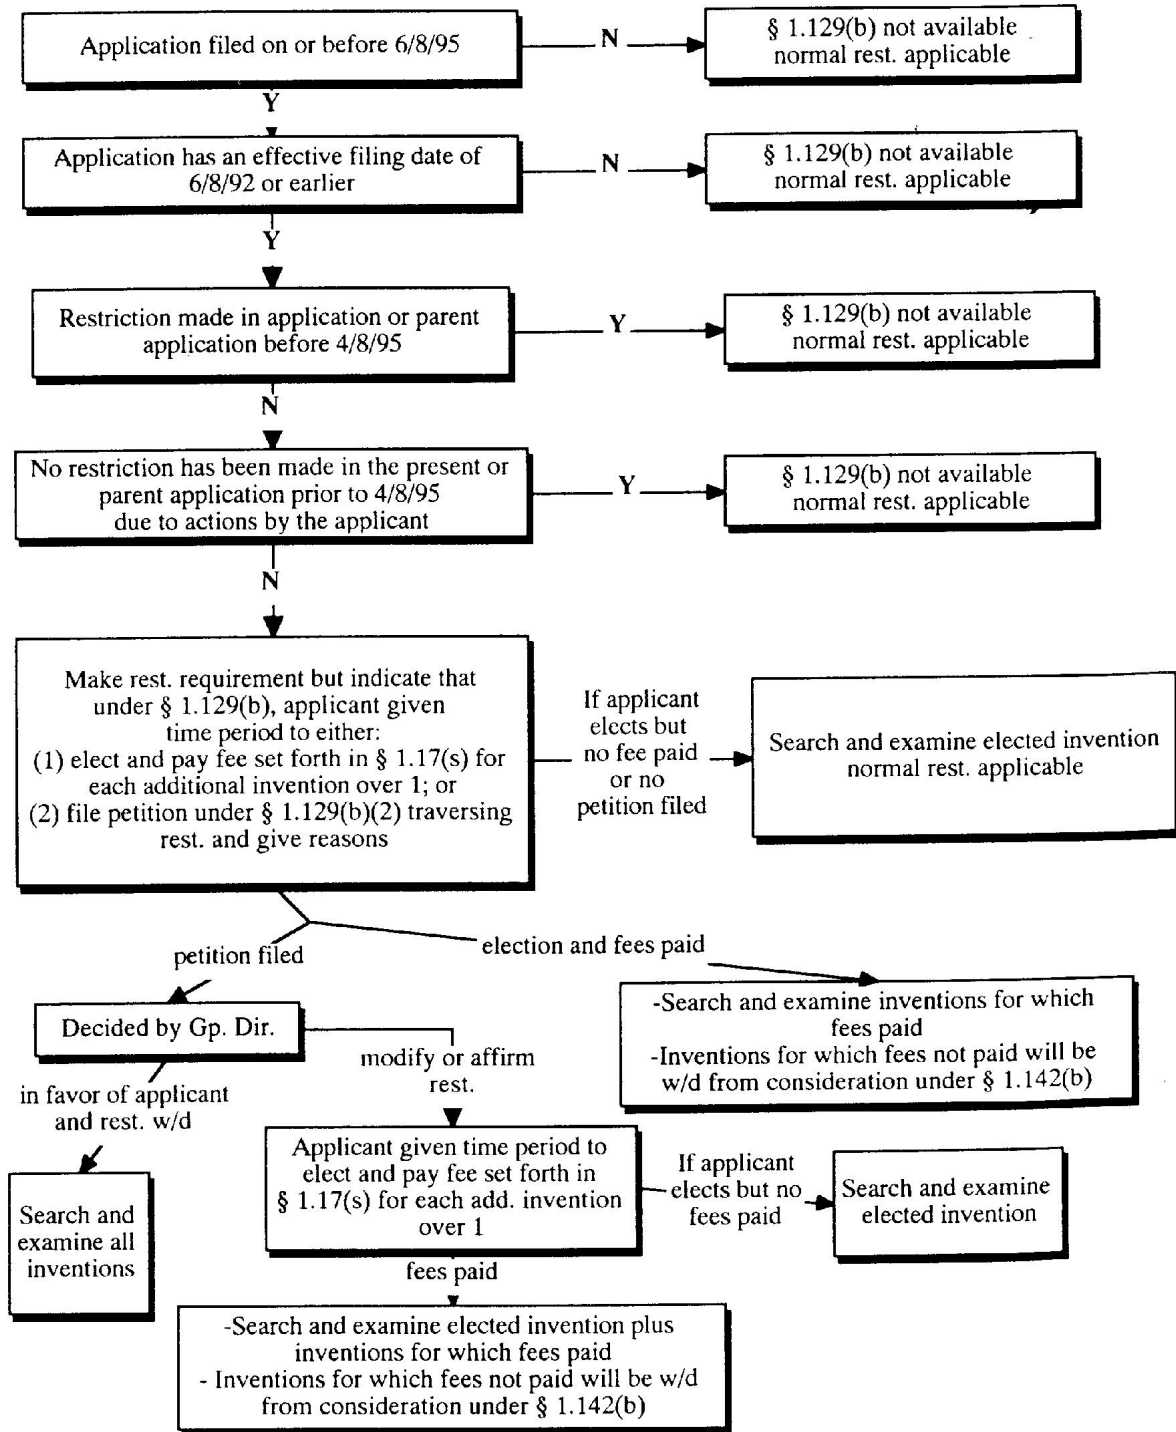 Application filed on or before 6/8/95
N
§ 1.129(b) not available
normal rest. applicable
Y
Application has an effective filing date of
6/8/92 or earlier
N
§ 1.129(b) not available
normal rest. applicable
Y
Restriction made in application or parent
application before 4/8/95
Y
§ 1.129(b) not available
normal rest. applicable
N
No restriction has been made in the present or
parent application prior to 4/8/95
due to actions by the applicant
Y
§ 1.129(b) not available
normal rest. applicable
N
Make rest. requirement but indicate that
under § 1.129(b), applicant given
time period to either:
(1) elect and pay fee set forth in § 1.17(s) for
each additional invention over 1; or
(2) file petition under § 1.129(b)(2) traversing
rest. and give reasons
If applicant
elects but
no fee paid
or no
petition filed
Search and examine elected invention
normal rest. applicable
petition filed
election and fees paid
-Search and examine inventions for which
fees paid
-Inventions for which fees not paid will be
w/d from consideration under § 1.142(b)
Decided by Gp. Dir.
in favor of applicant
and rest. w/d
modify or affirm
rest.
Search and
examine all
inventions
Applicant given time period to
elect and pay fee set forth in
§ 1.17(s) for each add. invention
over 1
If applicant
elects but no
fees paid
Search and examine
elected invention
fees paid
-Search and examine elected invention plus
inventions for which fees paid
- Inventions for which fees not paid will be w/d
from consideration under § 1.142(b)